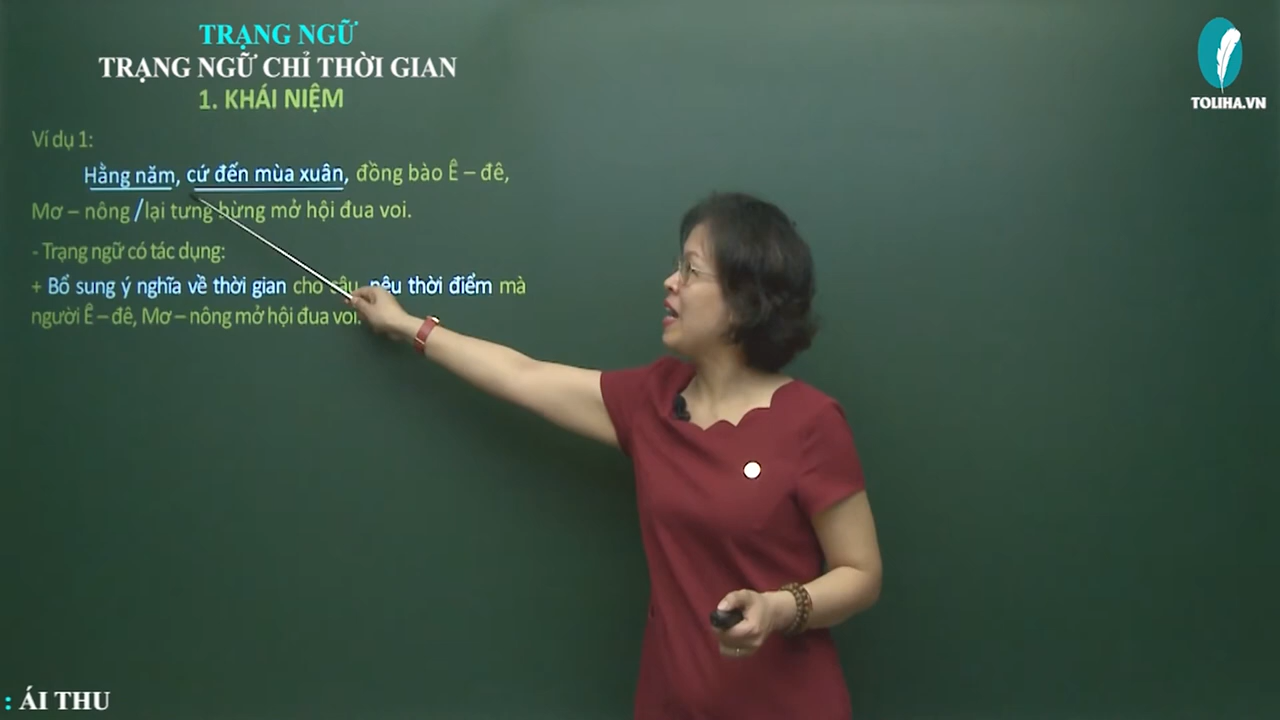 TRẠNG NGỮ
TRẠNG NGỮ CHỈ THỜI GIAN
1. KHÁI NIỆM
Ví dụ 1:
Hằng năm, cứ đến mùa xuân, đồng bào Ê – đê,
Mơ – nông / lại tưng bừng mở hội đua voi.
- Trạng ngữ có tác dụng:
+ Bổ sung ý nghĩa về thời gian cho câu, nêu thời điểm mà
người Ê – đê, Mơ – nông mở hội đua voi.
TOLIHA.VN
: ÁI THU